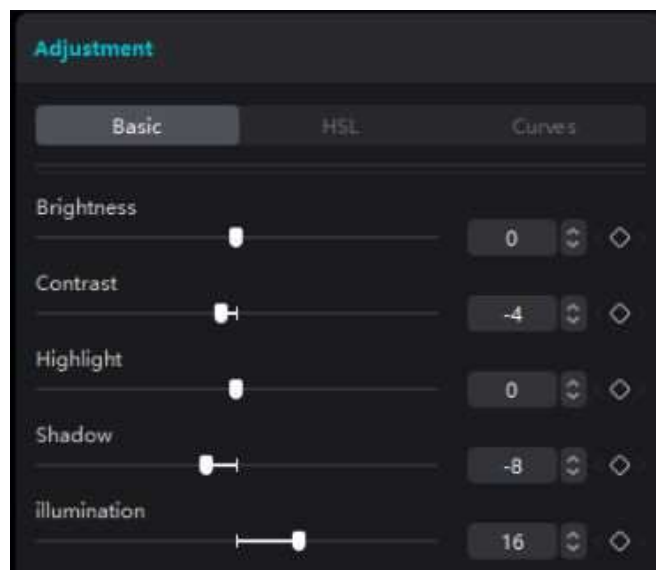 Adjustment
Basic HSL Curves
Brightness
0
Contrast
-4
Highlight
0
Shadow
-8
illumination
16